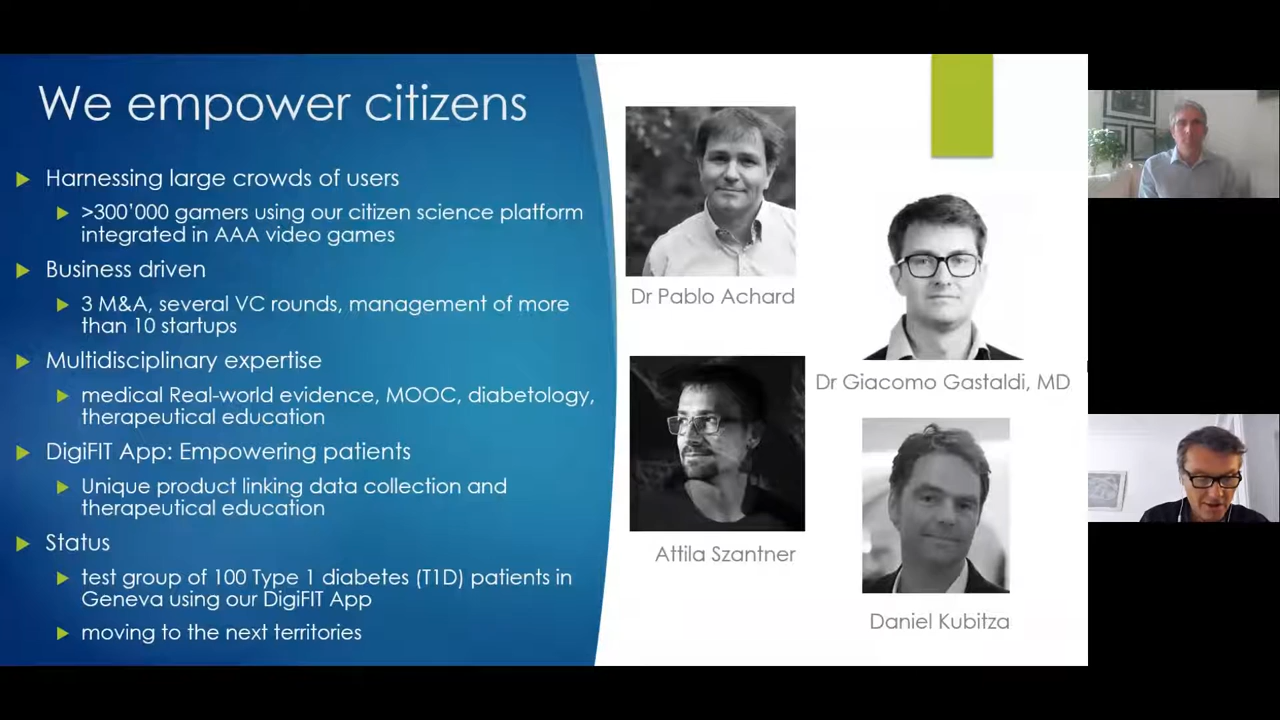 We empower citizens
Harnessing large crowds of users
>300’000 gamers using our citizen science platform
integrated in AAA video games
Business driven
3 M&A, several VC rounds, management of more
than 10 startups
Multidisciplinary expertise
medical Real-world evidence, MOOC, diabetology,
therapeutical education
DigiFIT App: Empowering patients
Unique product linking data collection and
therapeutical education
Status
test group of 100 Type 1 diabetes (T1D) patients in
Geneva using our DigiFIT App
moving to the next territories
Dr Pablo Achard
Dr Giacomo Gastaldi, MD
Attila Szantner
Daniel Kubitza